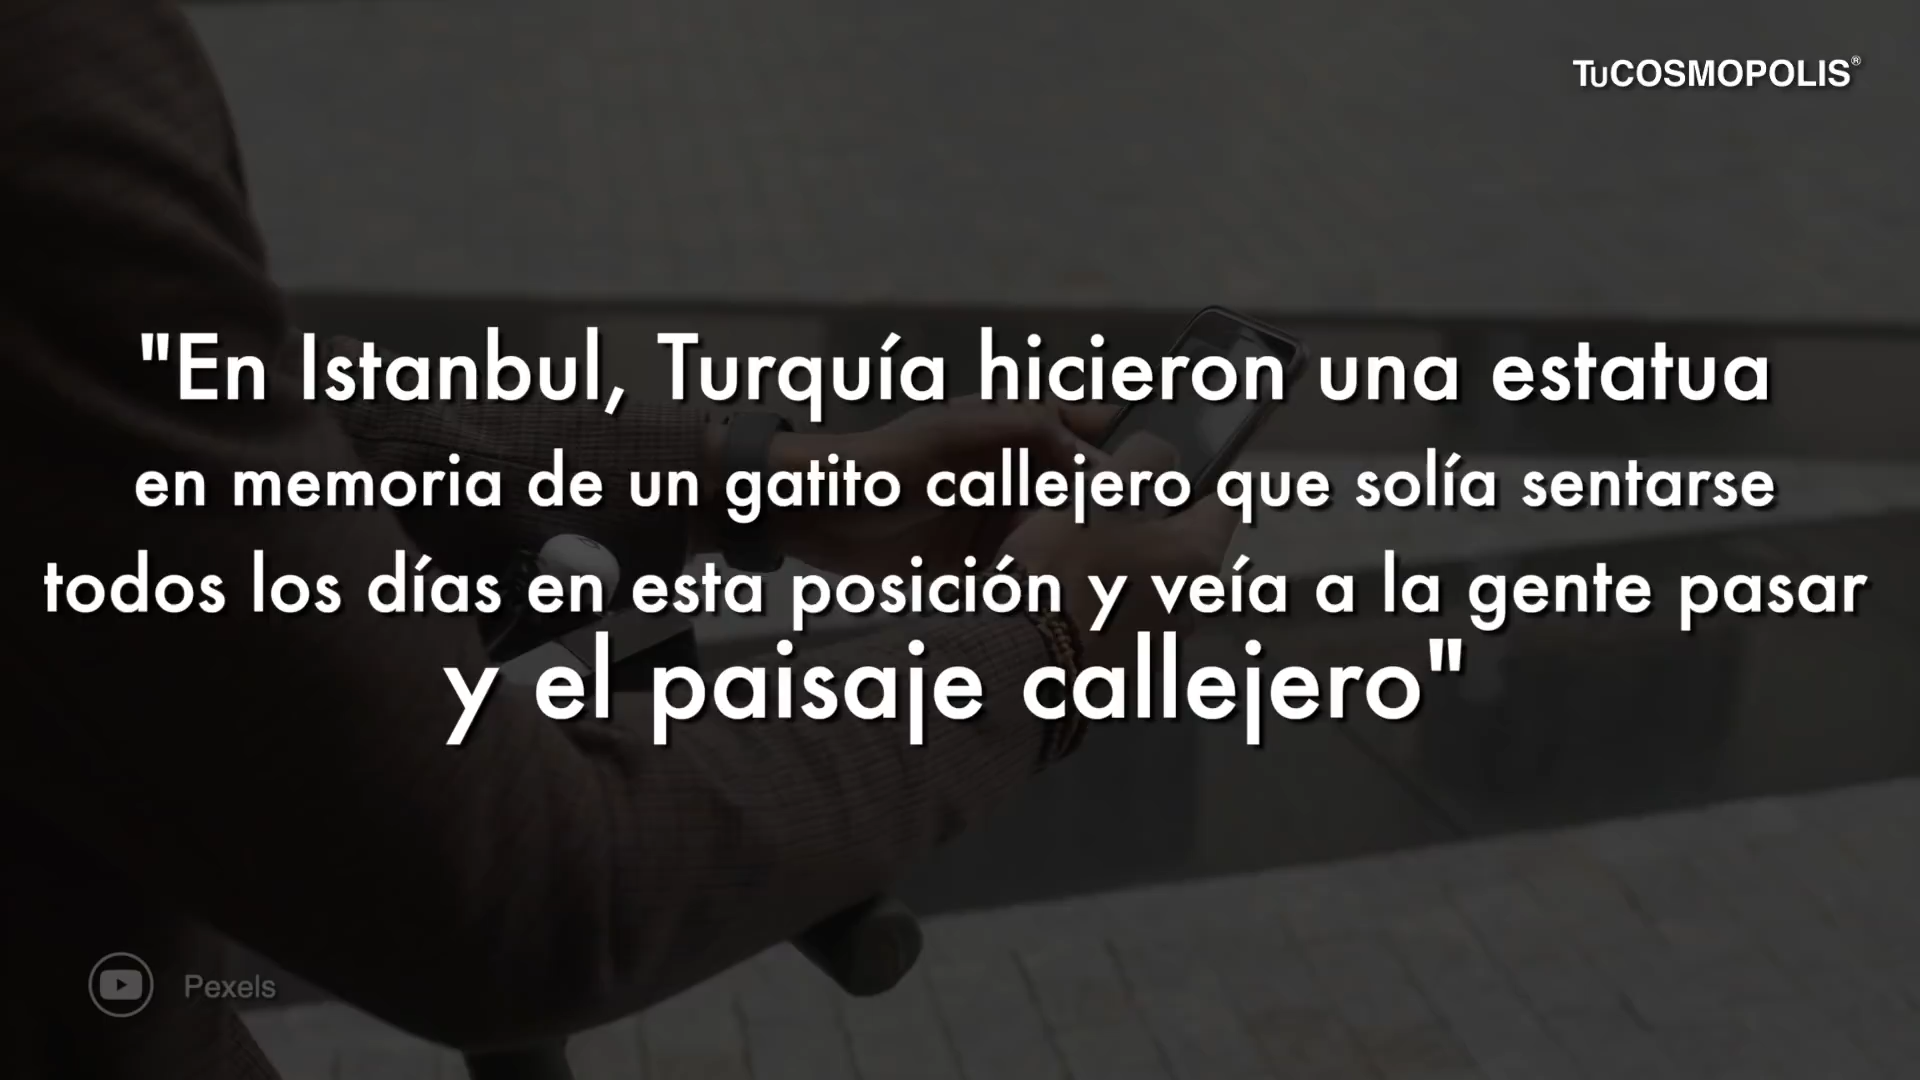 TuCOSMOPOLIS®
"En Istanbul, Turquía hicieron una estatua
en memoria de un gatito callejero que solía sentarse
todos los días en esta posición y veía a la gente pasar
y el paisaje callejero"
Pexels